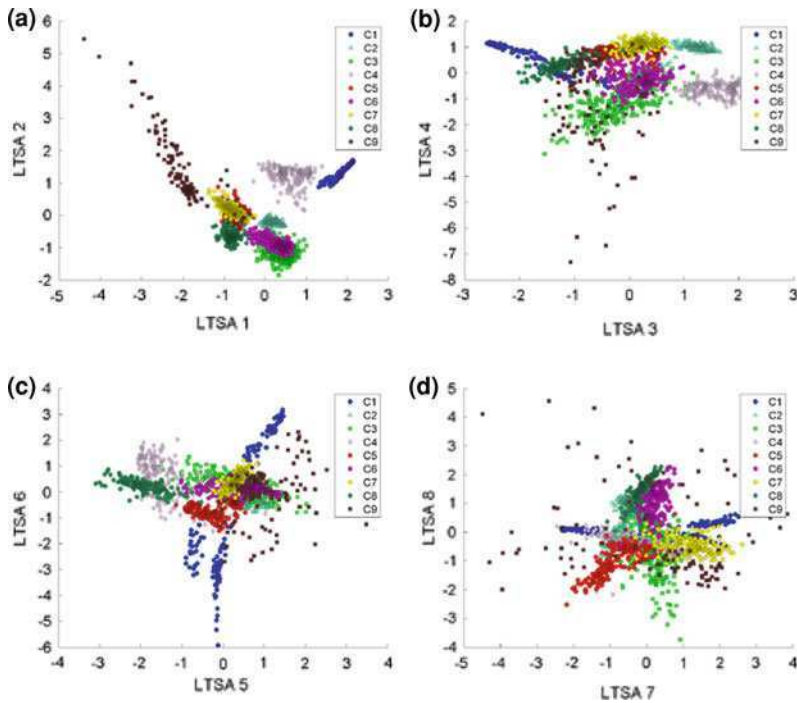 (a)
6
5
4
3
2
1
0
-1
-2
LTSA 2
-5 -4 -3 -2 -1 0 1 2 3
LTSA 1
C1
C2
C3
C4
C5
C6
C7
C8
C9
(b)
2
1
0
-1
-2
-3
-4
-5
-6
-7
-8
LTSA 4
-3 -2 -1 0 1 2 3
LTSA 3
C1
C2
C3
C4
C5
C6
C7
C8
C9
(c)
4
3
2
1
0
-1
-2
-3
-4
-5
-6
LTSA 6
-4 -3 -2 -1 0 1 2 3 4
LTSA 5
C1
C2
C3
C4
C5
C6
C7
C8
C9
(d)
5
4
3
2
1
0
-1
-2
-3
-4
LTSA 8
-5 -4 -3 -2 -1 0 1 2 3 4
LTSA 7
C1
C2
C3
C4
C5
C6
C7
C8
C9